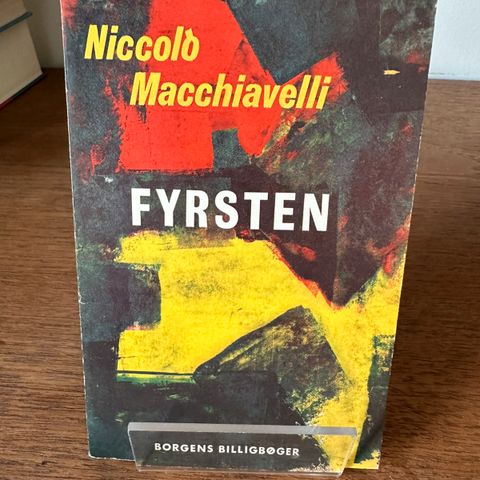 Niccolò
Macchiavelli
FYRSTEN
BORGENS BILLIGBØGER